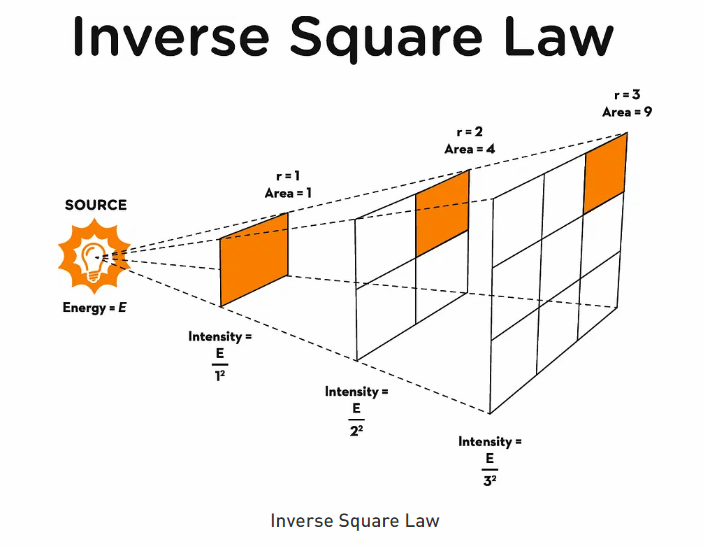 Inverse Square Law
r = 3
Area = 9
r = 2
Area = 4
r = 1
Area = 1
SOURCE
Energy = E
Intensity =
E
1²
Intensity =
E
2²
Intensity =
E
3²
Inverse Square Law